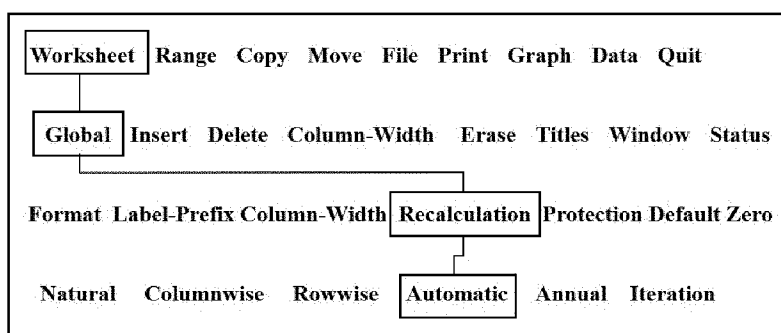 Worksheet Range Copy Move File Print Graph Data Quit
Global Insert Delete Column-Width Erase Titles Window Status
Format Label-Prefix Column-Width Recalculation Protection Default Zero
Natural Columnwise Rowwise Automatic Annual Iteration